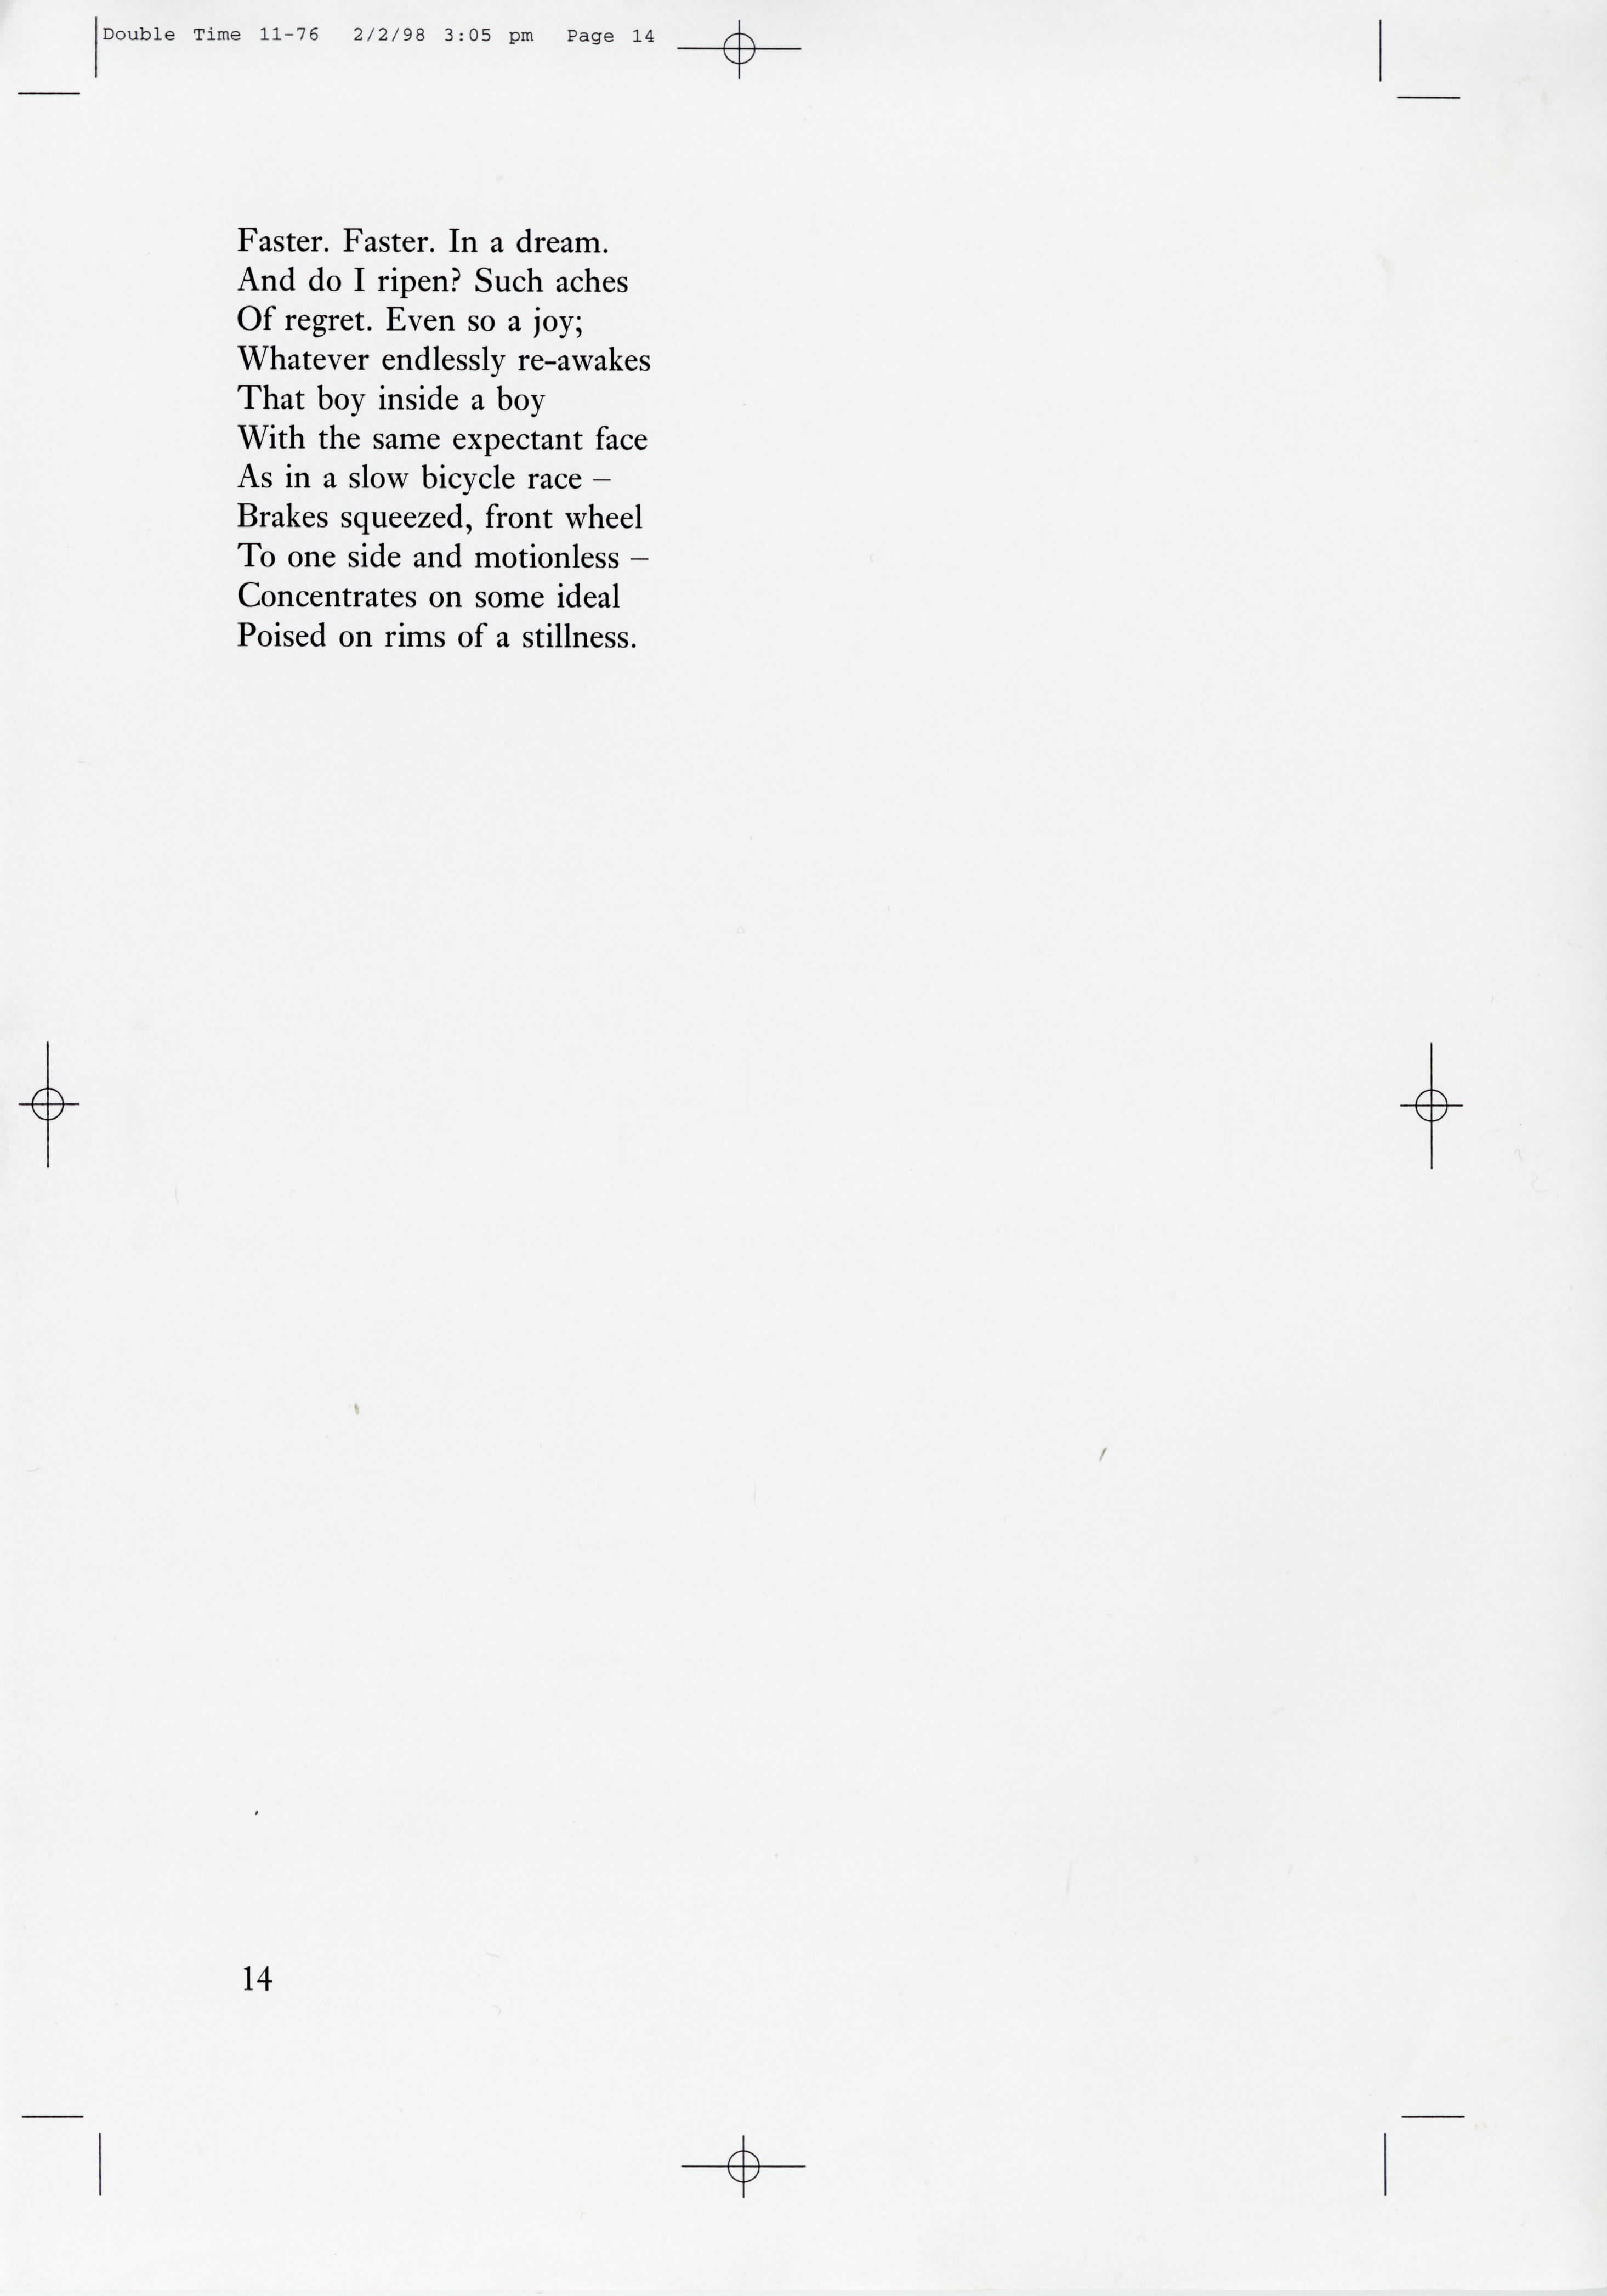 Double Time 11-76 2/2/98 3:05 pm Page 14
Faster. Faster. In a dream.
And do I ripen? Such aches
Of regret. Even so a joy;
Whatever endlessly re-awakes
That boy inside a boy
With the same expectant face
As in a slow bicycle race –
Brakes squeezed, front wheel
To one side and motionless –
Concentrates on some ideal
Poised on rims of a stillness.
14